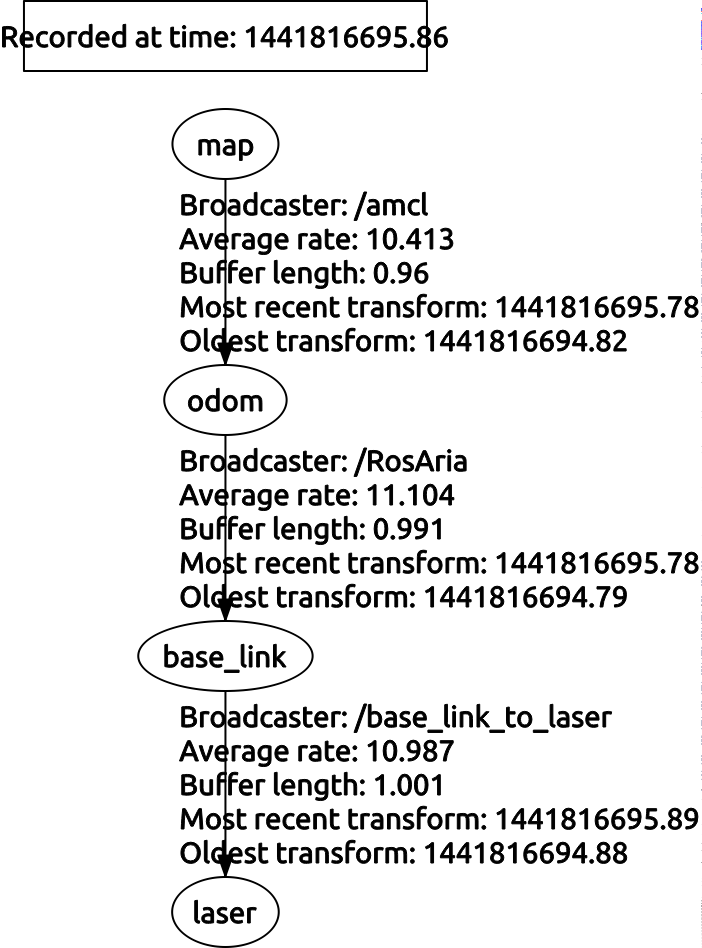 Recorded at time: 1441816695.86
map
Broadcaster: /amcl
Average rate: 10.413
Buffer length: 0.96
Most recent transform: 1441816695.78
Oldest transform: 1441816694.82
odom
Broadcaster: /RosAria
Average rate: 11.104
Buffer length: 0.991
Most recent transform: 1441816695.78
Oldest transform: 1441816694.79
base_link
Broadcaster: /base_link_to_laser
Average rate: 10.987
Buffer length: 1.001
Most recent transform: 1441816695.89
Oldest transform: 1441816694.88
laser